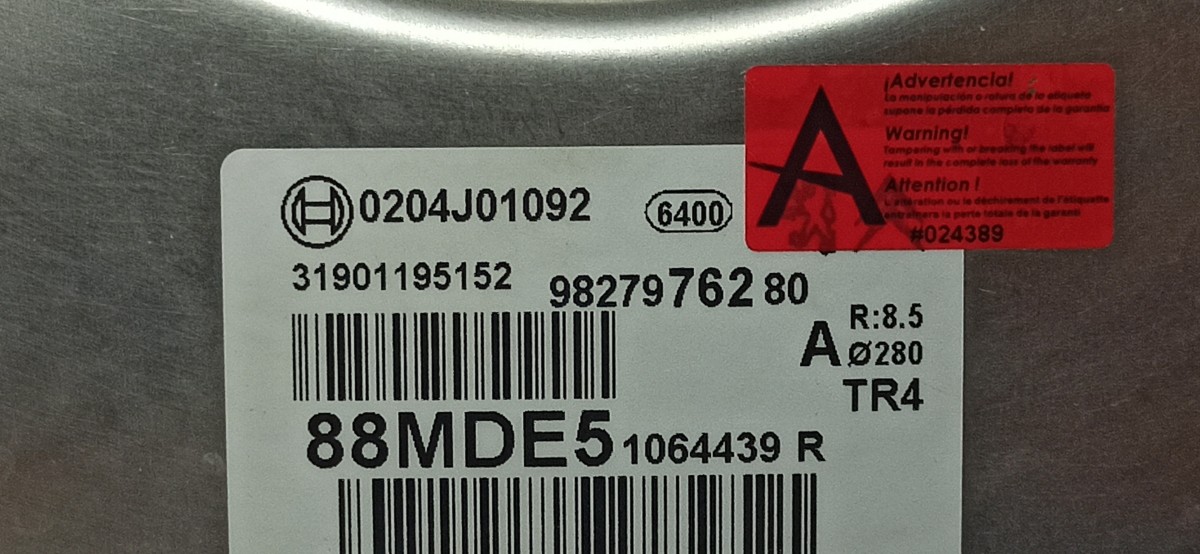 0204J01092 6400
31901195152 9827976280
A R:8.5
Ø280
TR4
88MDE5 1064439 R
A
¡Advertencia!
La manipulación o rotura de la etiqueta
supone la pérdida completa de la garantía
Warning!
Tampering with or breaking the label will
result in the complete loss of the warranty
Attention !
L'altération ou le déchirement de l'étiquette
entraînera la perte totale de la garantí
#024389